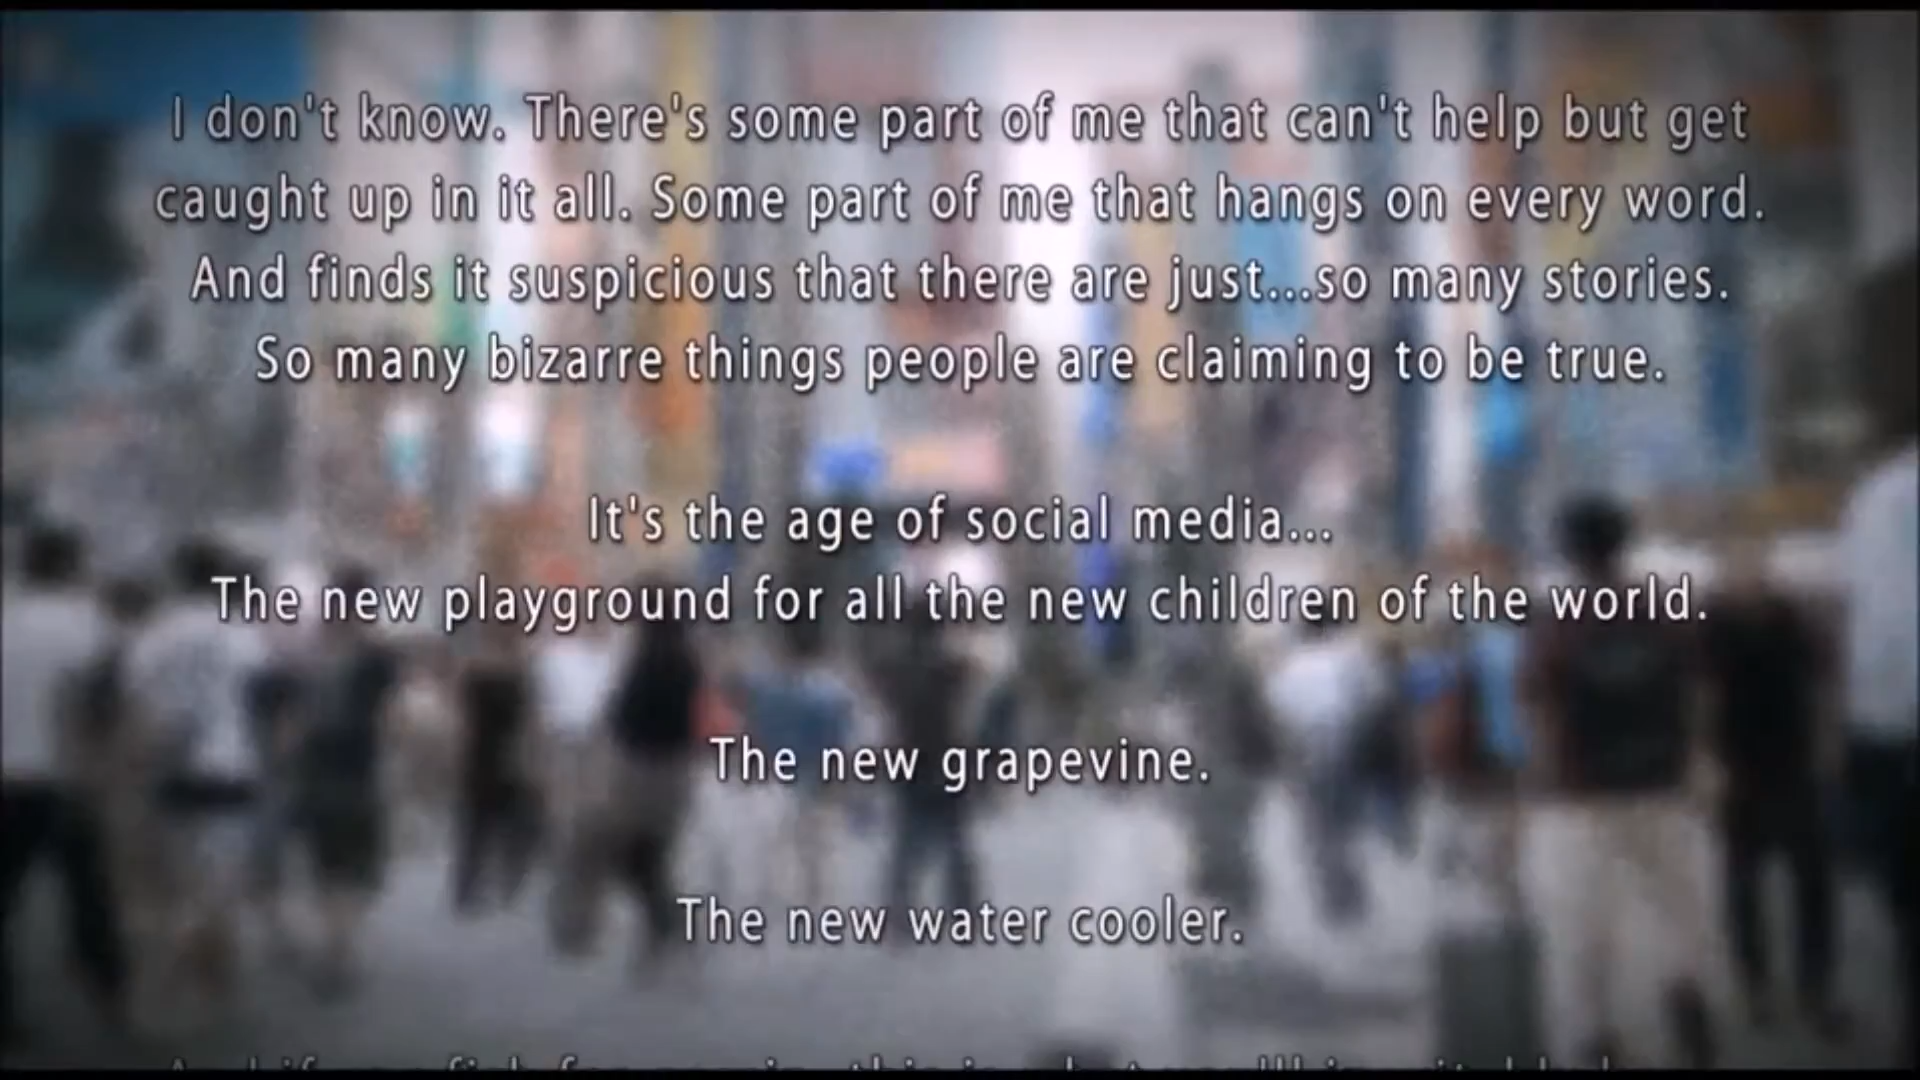 I don't know. There's some part of me that can't help but get
caught up in it all. Some part of me that hangs on every word.
And finds it suspicious that there are just...so many stories.
So many bizarre things people are claiming to be true.
It's the age of social media...
The new playground for all the new children of the world.
The new grapevine.
The new water cooler.